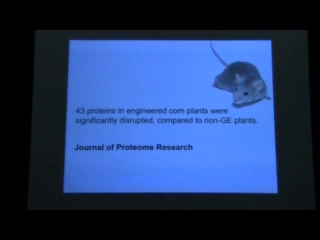 43 proteins in engineered corn plants were
significantly disrupted, compared to non-GE plants.
Journal of Proteome Research